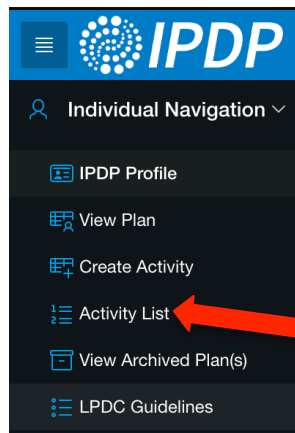 IPDP
Individual Navigation
IPDP Profile
View Plan
Create Activity
Activity List
View Archived Plan(s)
LPDC Guidelines